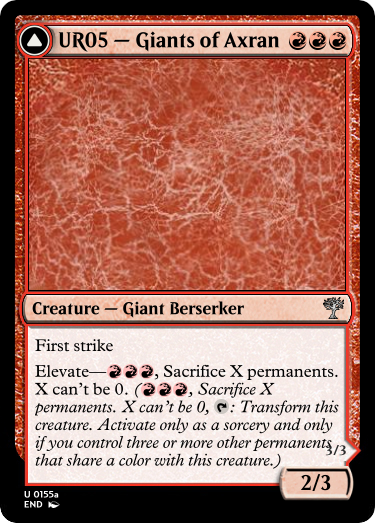 UR05 — Giants of Axran
Creature — Giant Berserker
First strike
Elevate—, Sacrifice X permanents.
X can't be 0. (, Sacrifice X
permanents. X can't be 0, : Transform this
creature. Activate only as a sorcery and only
if you control three or more other permanents
that share a color with this creature.)
3/3
2/3
U 0155a
END